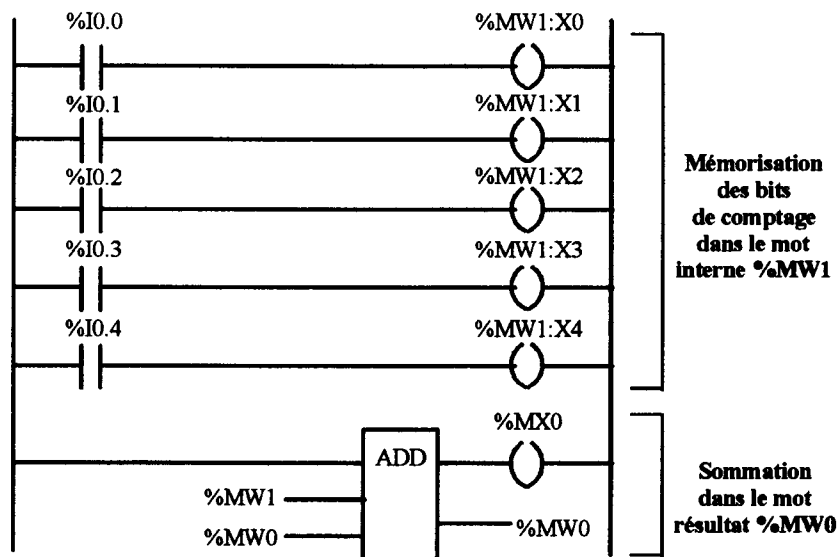 %I0.0 %MW1:X0
%I0.1 %MW1:X1
%I0.2 %MW1:X2
%I0.3 %MW1:X3
%I0.4 %MW1:X4
Mémorisation
des bits
de comptage
dans le mot
interne %MW1
%MX0
ADD
%MW1
%MW0
%MW0
Sommation
dans le mot
résultat %MW0